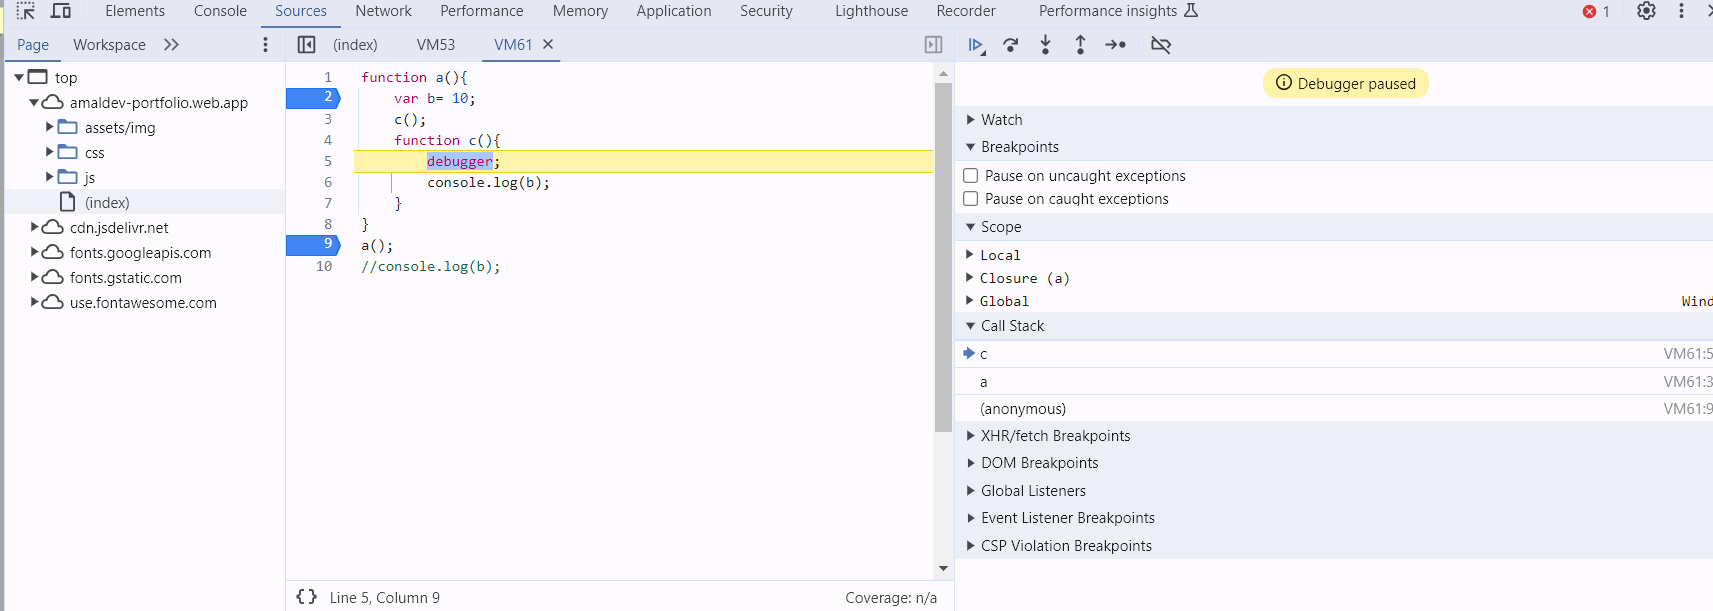 Elements Console Sources Network Performance Memory Application Security Lighthouse Recorder Performance insights 1
Page Workspace
(index) VM53 VM61
Debugger paused
top
amaldev-portfolio.web.app
assets/img
css
js
(index)
cdn.jsdelivr.net
fonts.googleapis.com
fonts.gstatic.com
use.fontawesome.com
1 function a(){
2 var b= 10;
3 c();
4 function c(){
5 debugger;
6 console.log(b);
7 }
8 }
9 a();
10 //console.log(b);
{} Line 5, Column 9 Coverage: n/a
Watch
Breakpoints
Pause on uncaught exceptions
Pause on caught exceptions
Scope
Local
Closure (a)
Global Wind
Call Stack
c VM61:5
a VM61:3
(anonymous) VM61:9
XHR/fetch Breakpoints
DOM Breakpoints
Global Listeners
Event Listener Breakpoints
CSP Violation Breakpoints